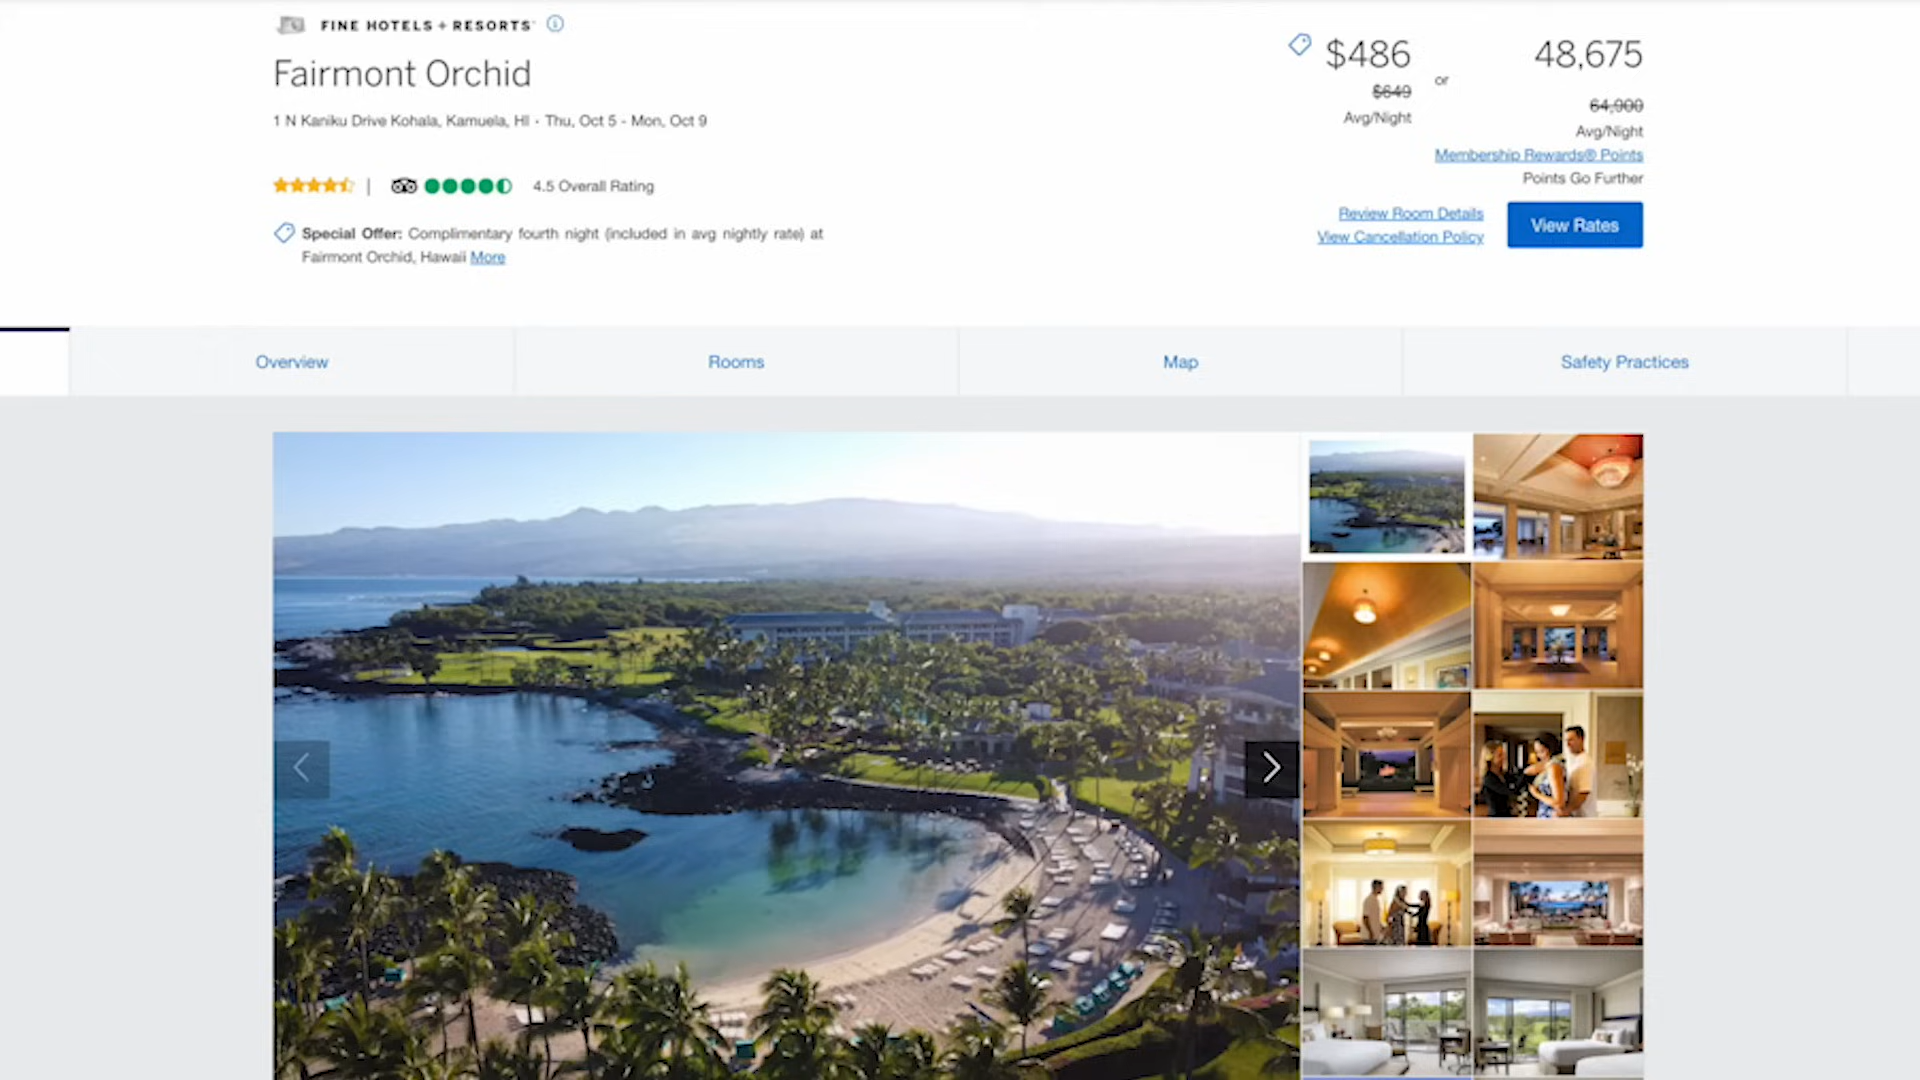 FINE HOTELS + RESORTS
Fairmont Orchid
1 N Kaniku Drive Kohala, Kamuela, HI · Thu, Oct 5 - Mon, Oct 9
4.5 Overall Rating
Special Offer: Complimentary fourth night (included in avg nightly rate) at
Fairmont Orchid, Hawaii More
$486
$649
Avg/Night
or
48,675
64,900
Avg/Night
Membership Rewards® Points
Points Go Further
Review Room Details
View Cancellation Policy
View Rates
Overview
Rooms
Map
Safety Practices